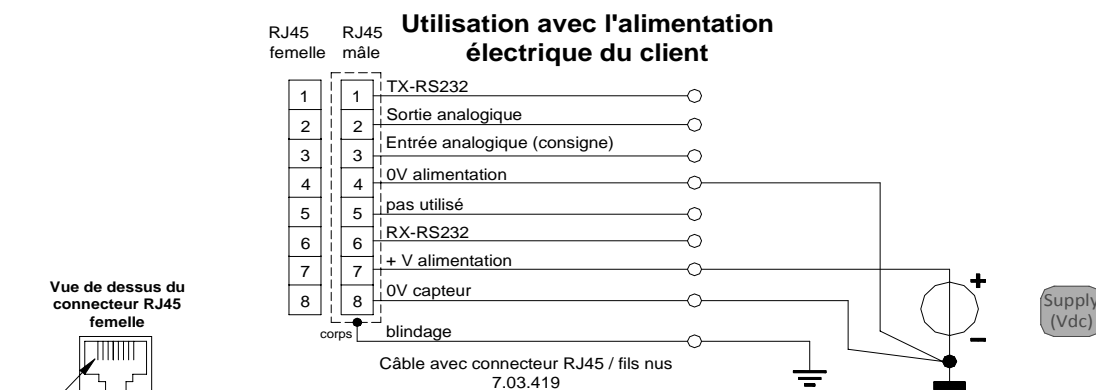 Utilisation avec l'alimentation
électrique du client
RJ45
femelle
RJ45
mâle
1
2
3
4
5
6
7
8
1
2
3
4
5
6
7
8
TX-RS232
Sortie analogique
Entrée analogique (consigne)
0V alimentation
pas utilisé
RX-RS232
+ V alimentation
0V capteur
corps
blindage
Câble avec connecteur RJ45 / fils nus
7.03.419
+
−
Supply
(Vdc)
Vue de dessus du
connecteur RJ45
femelle